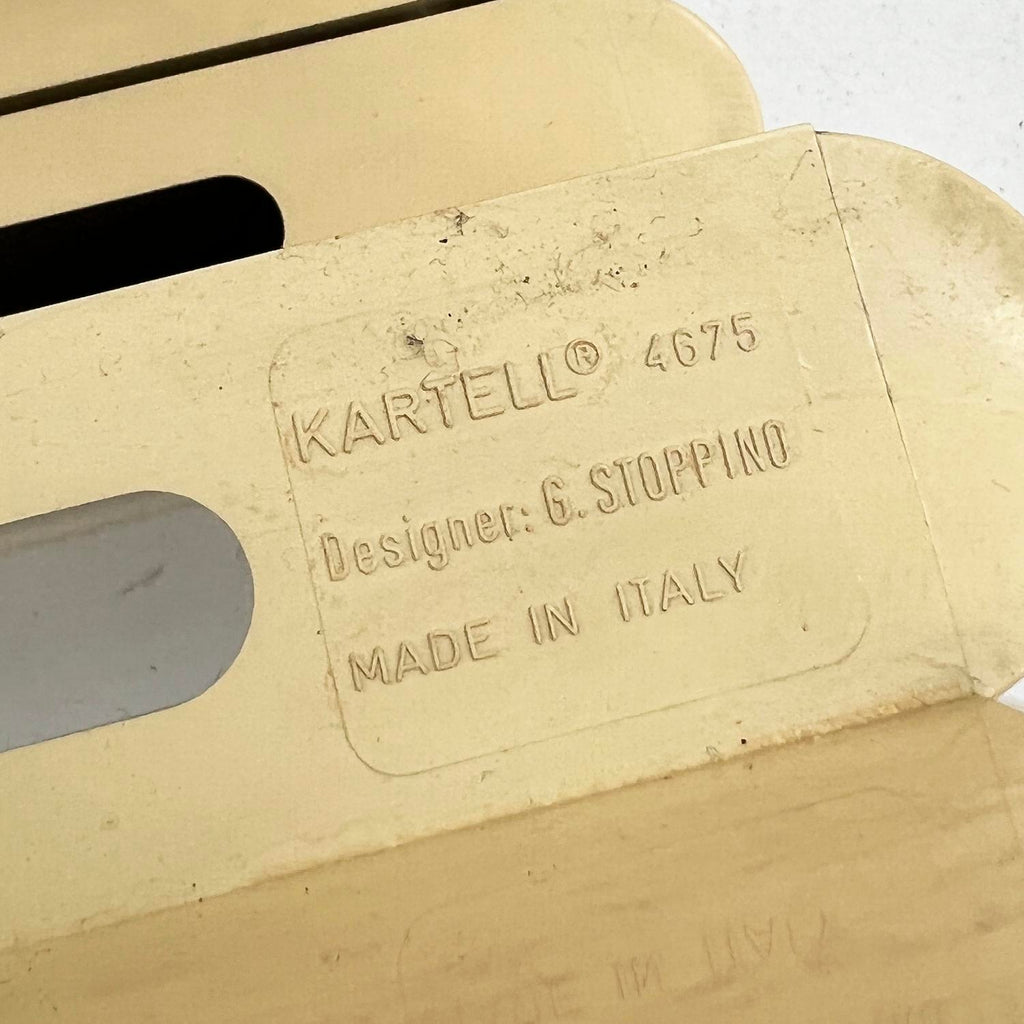 KARTELL® 4675
Designer: G. STOPPINO
MADE IN ITALY